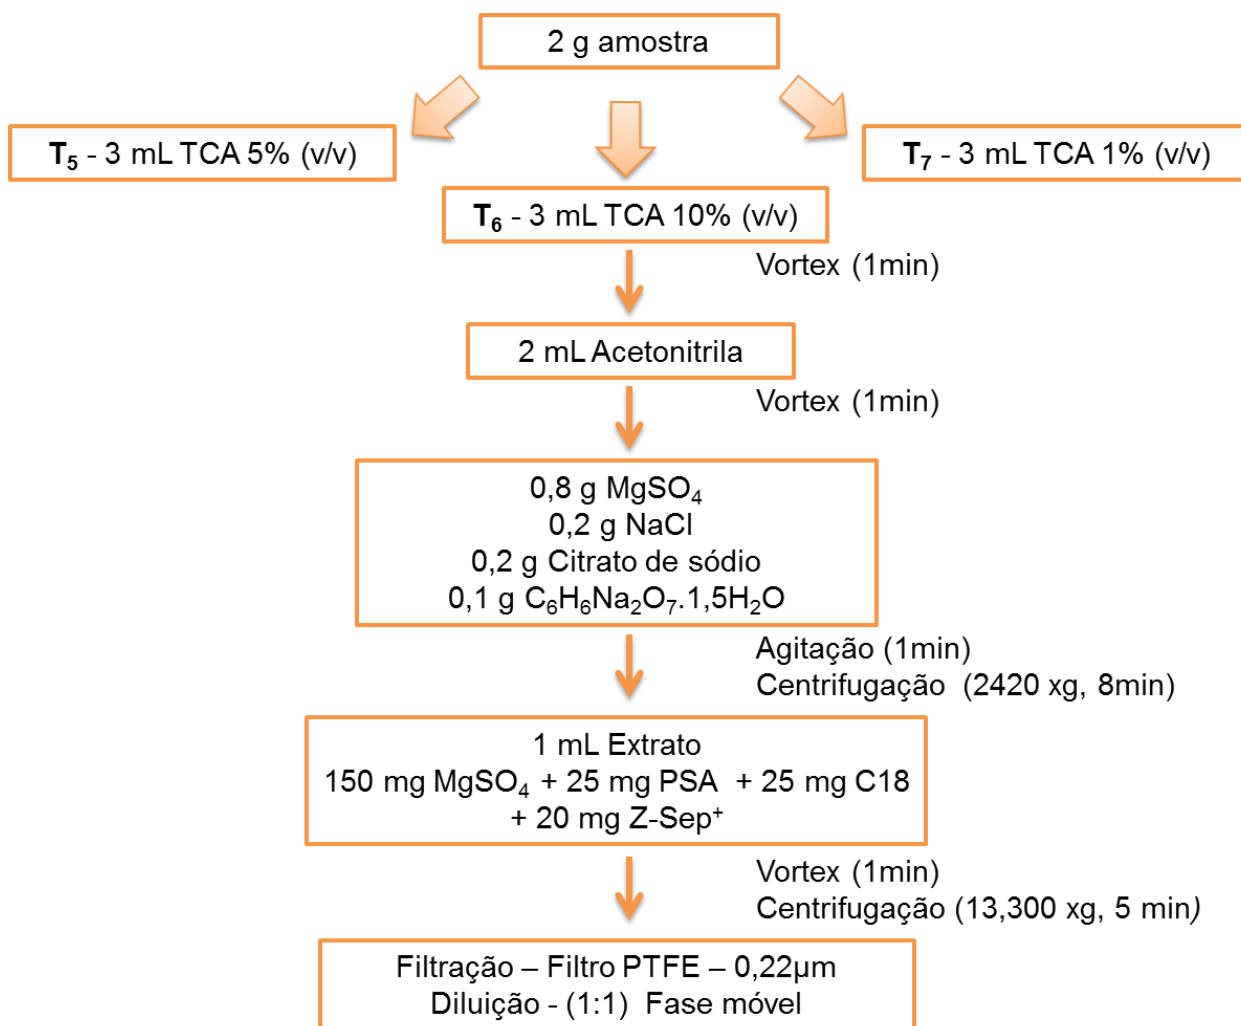 2 g amostra
T₅ - 3 mL TCA 5% (v/v)
T₇ - 3 mL TCA 1% (v/v)
T₆ - 3 mL TCA 10% (v/v)
Vortex (1min)
2 mL Acetonitrila
Vortex (1min)
0,8 g MgSO₄
0,2 g NaCl
0,2 g Citrato de sódio
0,1 g C₆H₆Na₂O₇.1,5H₂O
Agitação (1min)
Centrifugação (2420 xg, 8min)
1 mL Extrato
150 mg MgSO₄ + 25 mg PSA + 25 mg C18
+ 20 mg Z-Sep⁺
Vortex (1min)
Centrifugação (13,300 xg, 5 min)
Filtração – Filtro PTFE – 0,22µm
Diluição - (1:1) Fase móvel